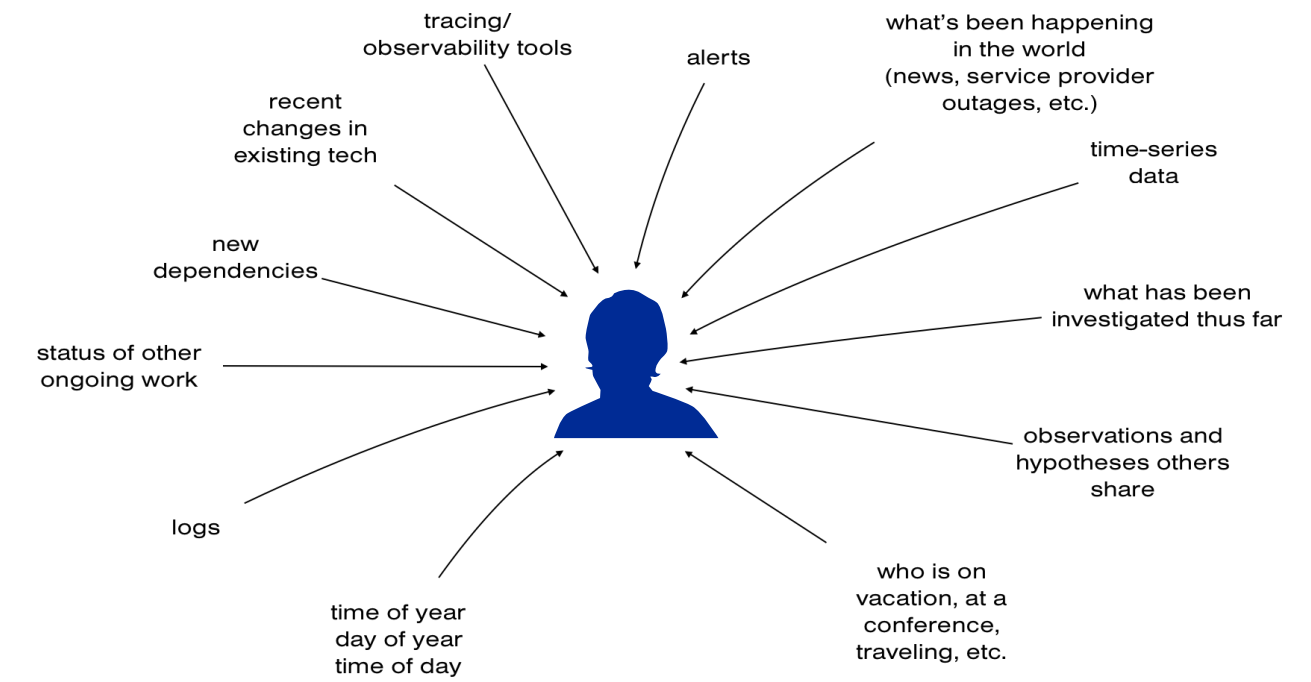 tracing/
observability tools
alerts
what’s been happening
in the world
(news, service provider
outages, etc.)
recent
changes in
existing tech
time-series
data
new
dependencies
what has been
investigated thus far
status of other
ongoing work
observations and
hypotheses others
share
logs
who is on
vacation, at a
conference,
traveling, etc.
time of year
day of year
time of day